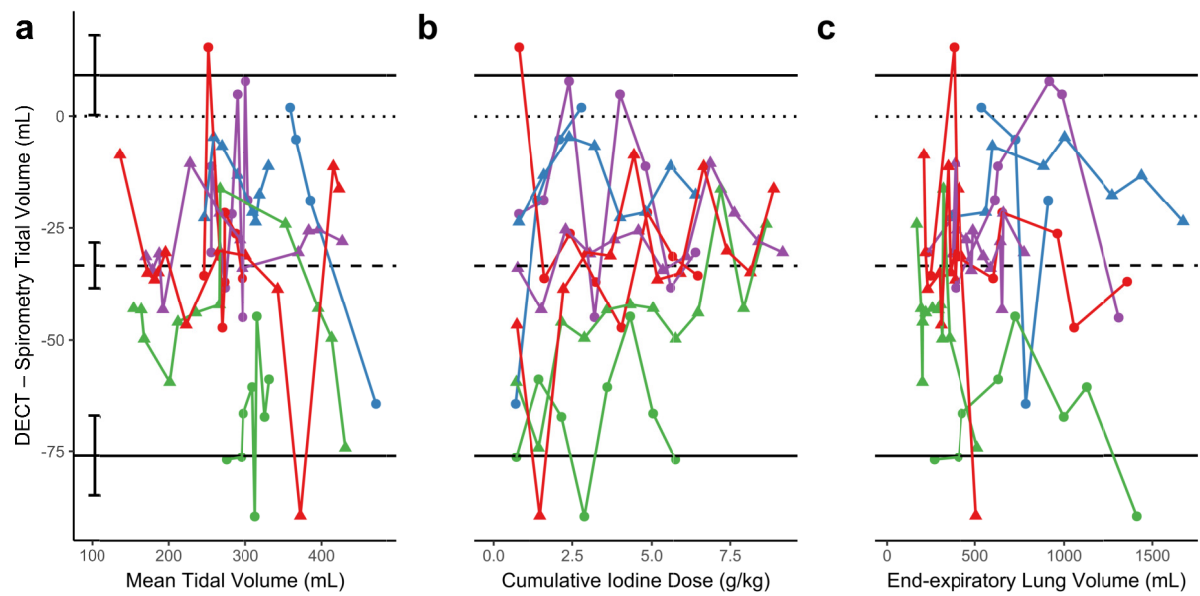 a b c
DECT – Spirometry Tidal Volume (mL)
0
-25
-50
-75
100 200 300 400
0.0 2.5 5.0 7.5
0 500 1000 1500
Mean Tidal Volume (mL) Cumulative Iodine Dose (g/kg) End-expiratory Lung Volume (mL)